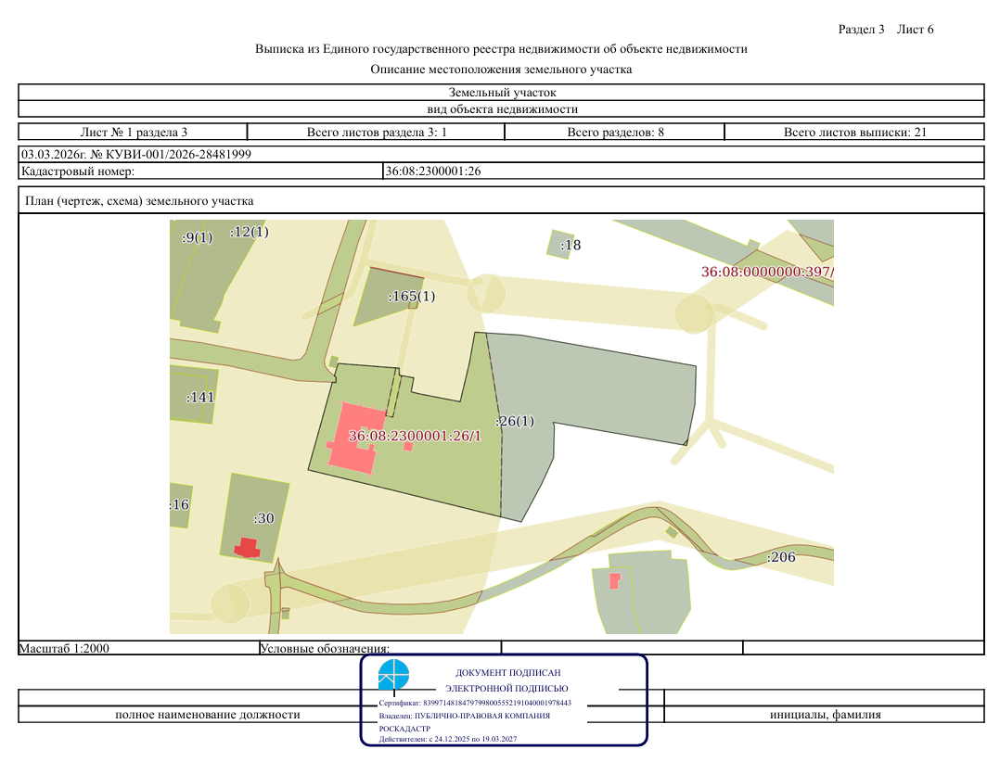 Раздел 3 Лист 6
Выписка из Единого государственного реестра недвижимости об объекте недвижимости
Описание местоположения земельного участка
Земельный участок
вид объекта недвижимости
Лист № 1 раздела 3 Всего листов раздела 3: 1 Всего разделов: 8 Всего листов выписки: 21
03.03.2026г. № КУВИ-001/2026-28481999
Кадастровый номер: 36:08:2300001:26
План (чертеж, схема) земельного участка
:9(1) :12(1)
:18
36:08:0000000:397/
:165(1)
:141
:26(1)
36:08:2300001:26/1
:16
:30
:206
Масштаб 1:2000 Условные обозначения:
ДОКУМЕНТ ПОДПИСАН
ЭЛЕКТРОННОЙ ПОДПИСЬЮ
Сертификат: 83997148184797998005552191040001978443
Владелец: ПУБЛИЧНО-ПРАВОВАЯ КОМПАНИЯ
РОСКАДАСТР
Действителен: с 24.12.2025 по 19.03.2027
полное наименование должности инициалы, фамилия